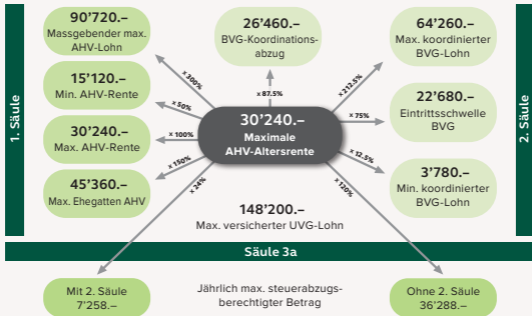 90'720.–
Massgebender max.
AHV-Lohn
26'460.–
BVG-Koordinations-
abzug
64'260.–
Max. koordinierter
BVG-Lohn
x 300%
x 87.5%
x 212.5%
1. Säule
2. Säule
15'120.–
Min. AHV-Rente
x 50%
30'240.–
Maximale
AHV-Altersrente
x 75%
22'680.–
Eintrittsschwelle
BVG
30'240.–
Max. AHV-Rente
x 100%
45'360.–
Max. Ehegatten AHV
x 150%
x 24%
x 120%
x 12.5%
3'780.–
Min. koordinierter
BVG-Lohn
148'200.–
Max. versicherter UVG-Lohn
Säule 3a
Mit 2. Säule
7'258.–
Jährlich max. steuerabzugs-
berechtigter Betrag
Ohne 2. Säule
36'288.–